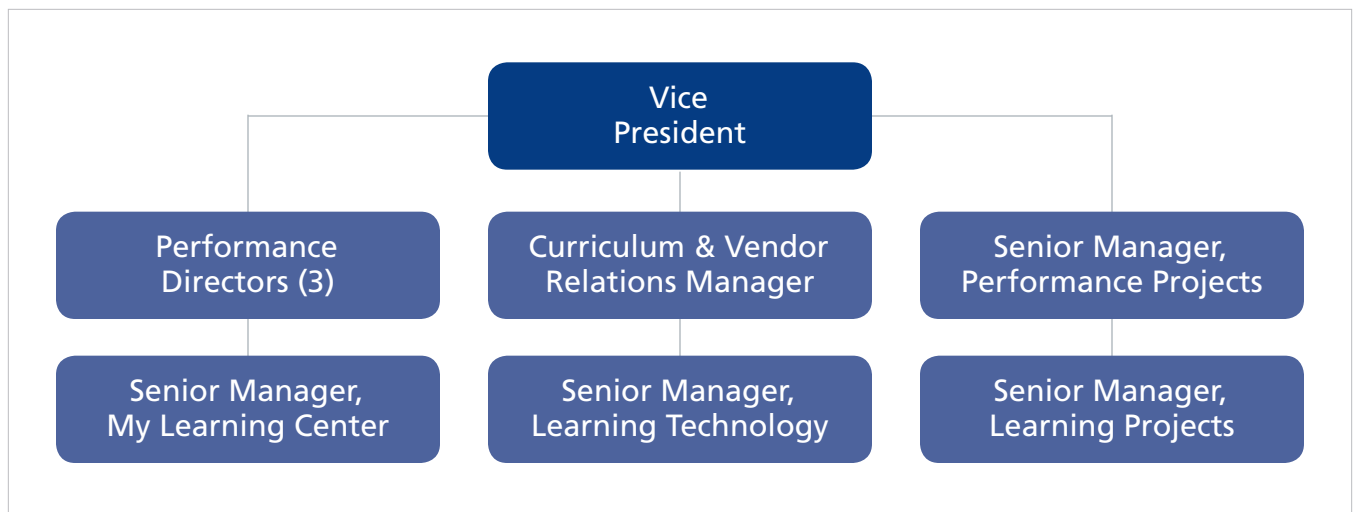 Vice
President
Performance
Directors (3)
Curriculum & Vendor
Relations Manager
Senior Manager,
Performance Projects
Senior Manager,
My Learning Center
Senior Manager,
Learning Technology
Senior Manager,
Learning Projects